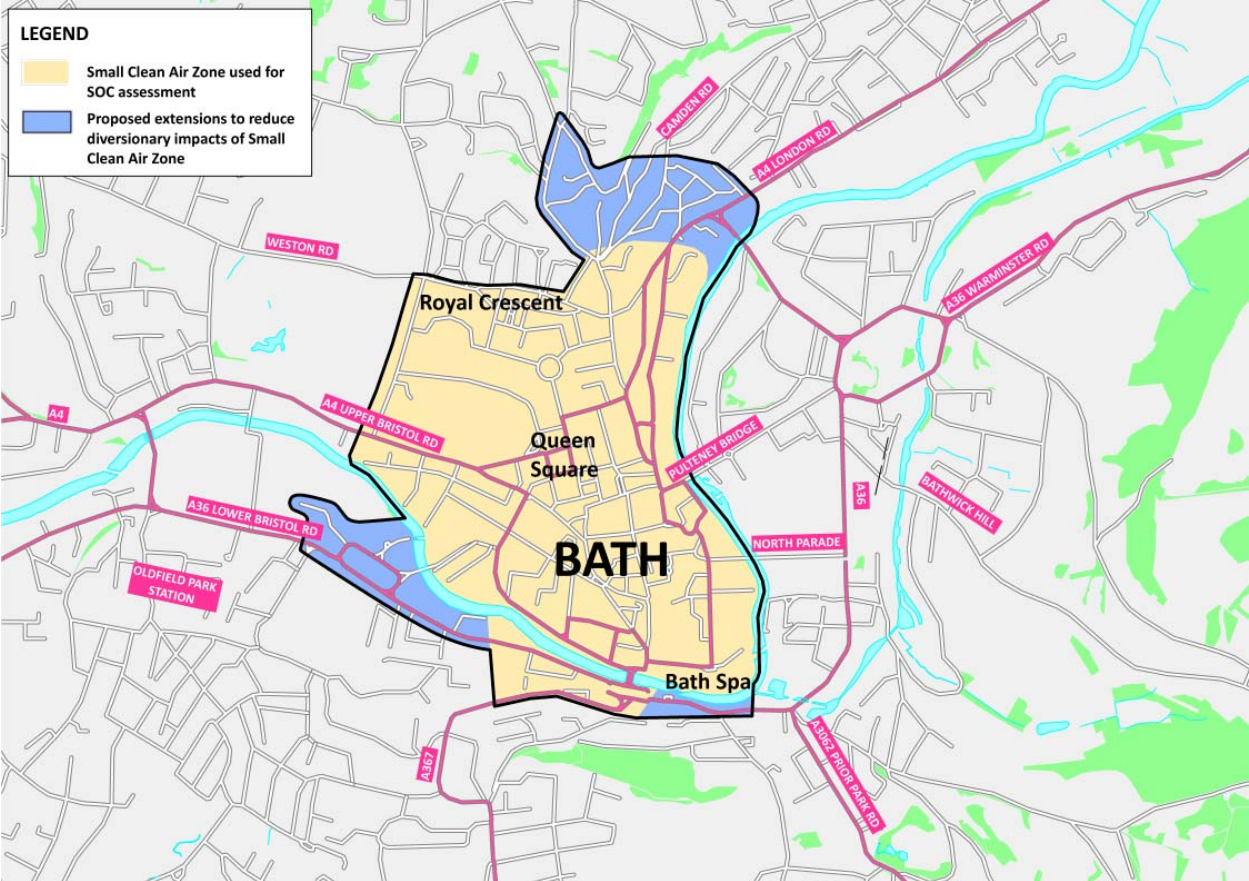 LEGEND
Small Clean Air Zone used for
SOC assessment
Proposed extensions to reduce
diversionary impacts of Small
Clean Air Zone
CAMDEN RD
A4 LONDON RD
WESTON RD
A36 WARMINSTER RD
Royal Crescent
A4
A4 UPPER BRISTOL RD
Queen
Square
PULTENEY BRIDGE
A36
BATHWICK HILL
A36 LOWER BRISTOL RD
NORTH PARADE
BATH
OLDFIELD PARK
STATION
Bath Spa
A367
A3062 PRIOR PARK RD